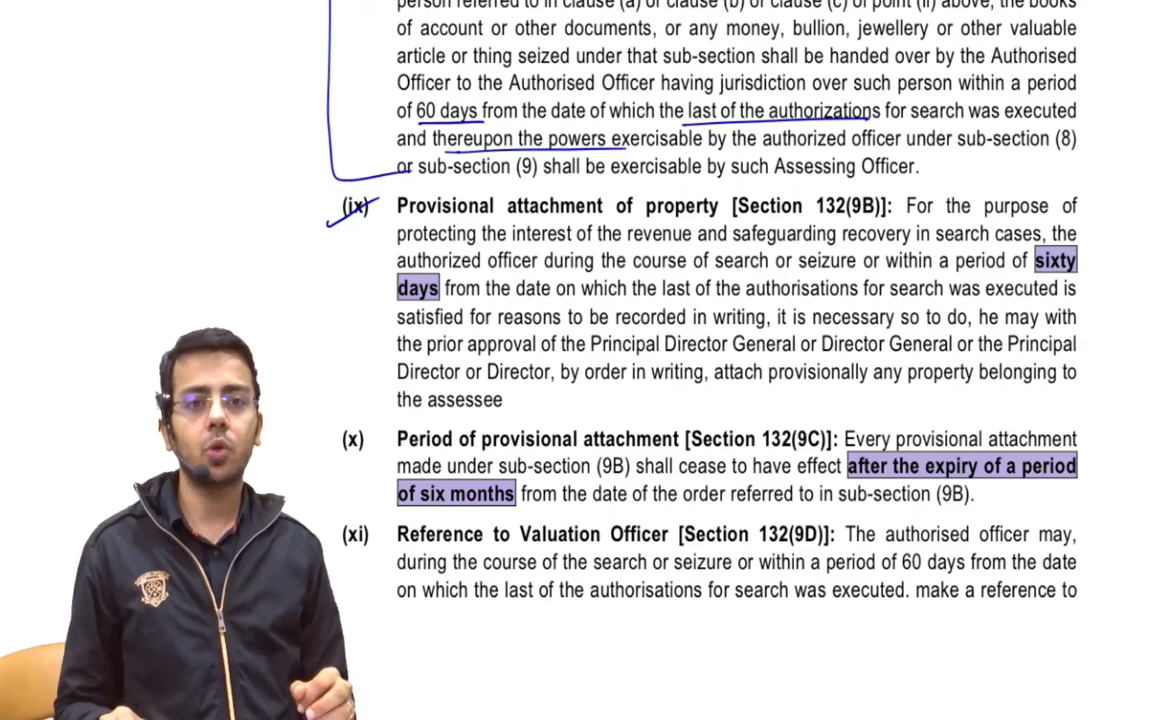 person referred to in clause (a) or clause (b) or clause (c) of point (ii) above, the books
of account or other documents, or any money, bullion, jewellery or other valuable
article or thing seized under that sub-section shall be handed over by the Authorised
Officer to the Authorised Officer having jurisdiction over such person within a period
of 60 days from the date of which the last of the authorizations for search was executed
and thereupon the powers exercisable by the authorized officer under sub-section (8)
or sub-section (9) shall be exercisable by such Assessing Officer.
(ix) Provisional attachment of property [Section 132(9B)]: For the purpose of
protecting the interest of the revenue and safeguarding recovery in search cases, the
authorized officer during the course of search or seizure or within a period of sixty
days from the date on which the last of the authorisations for search was executed is
satisfied for reasons to be recorded in writing, it is necessary so to do, he may with
the prior approval of the Principal Director General or Director General or the Principal
Director or Director, by order in writing, attach provisionally any property belonging to
the assessee
(x) Period of provisional attachment [Section 132(9C)]: Every provisional attachment
made under sub-section (9B) shall cease to have effect after the expiry of a period
of six months from the date of the order referred to in sub-section (9B).
(xi) Reference to Valuation Officer [Section 132(9D)]: The authorised officer may,
during the course of the search or seizure or within a period of 60 days from the date
on which the last of the authorisations for search was executed. make a reference to